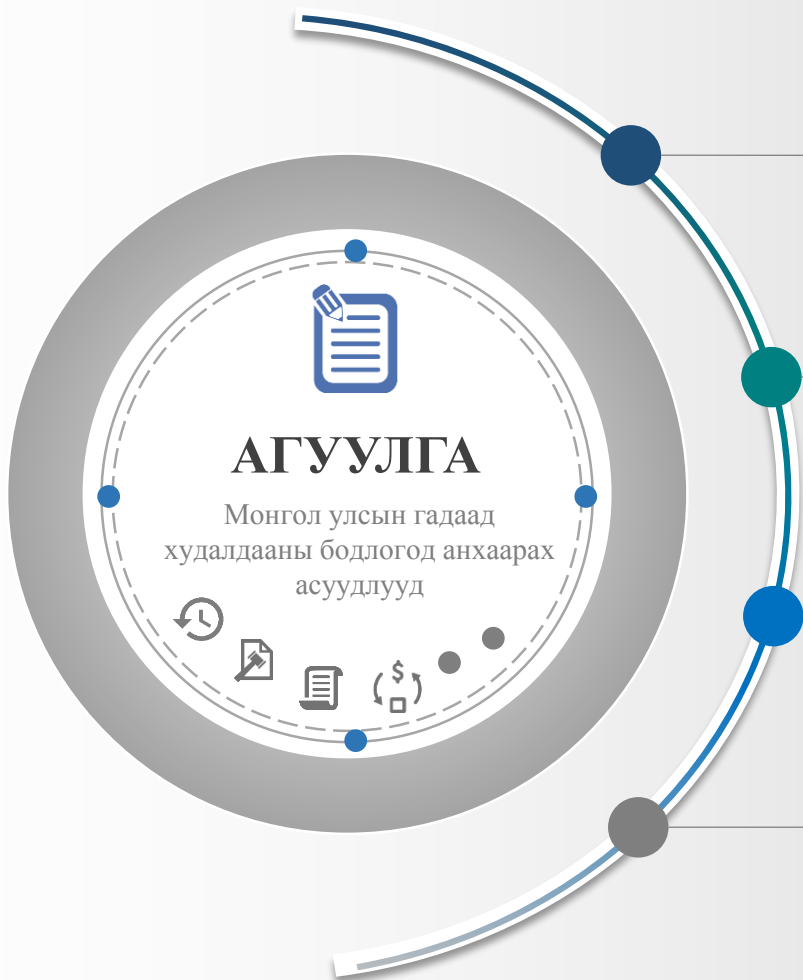 АГУУЛГА
Монгол улсын гадаад
худалдааны бодлогод анхаарах
асуудлууд